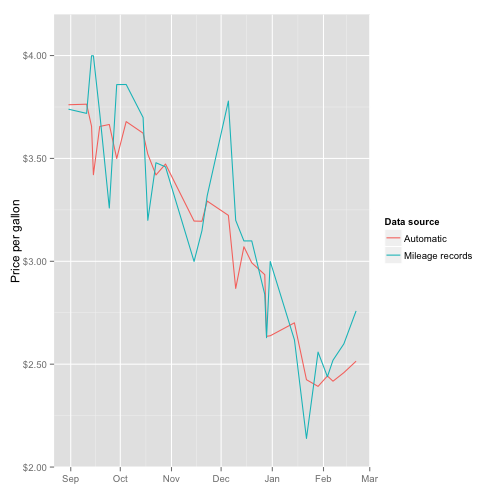 $4.00
$3.50
$3.00
$2.50
$2.00
Price per gallon
Sep Oct Nov Dec Jan Feb Mar
Data source
Automatic
Mileage records